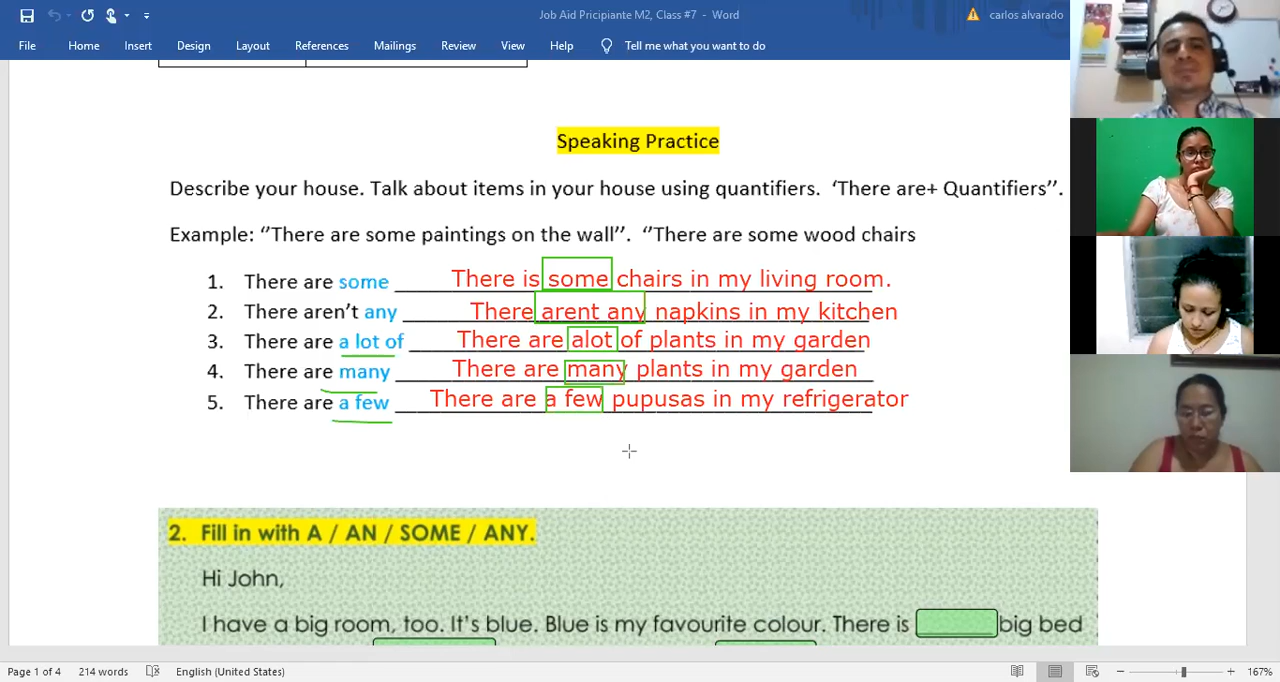 Job Aid Pricipiante M2, Class #7 - Word
carlos alvarado
File Home Insert Design Layout References Mailings Review View Help Tell me what you want to do
Speaking Practice
Describe your house. Talk about items in your house using quantifiers. ‘There are+ Quantifiers’’.
Example: ‘’There are some paintings on the wall’’. ‘’There are some wood chairs
1. There are some There is some chairs in my living room.
2. There aren’t any There arent any napkins in my kitchen
3. There are a lot of There are alot of plants in my garden
4. There are many There are many plants in my garden
5. There are a few There are a few pupusas in my refrigerator
2. Fill in with A / AN / SOME / ANY.
Hi John,
I have a big room, too. It’s blue. Blue is my favourite colour. There is big bed
Page 1 of 4 214 words English (United States) 167%